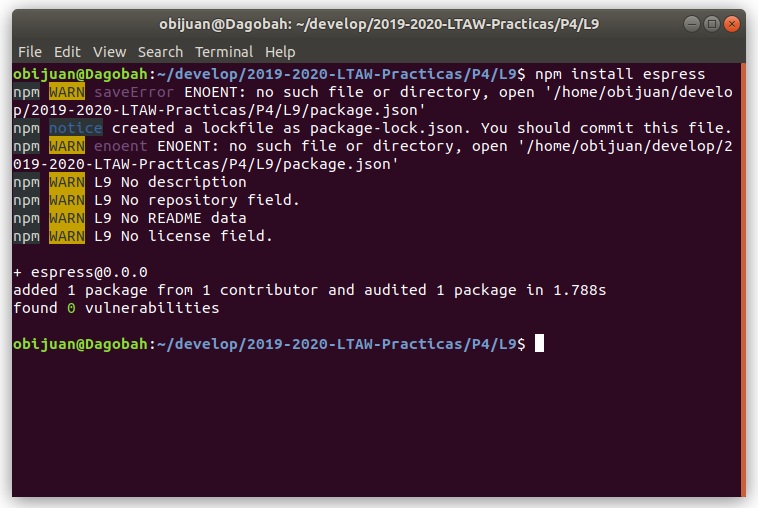 obijuan@Dagobah: ~/develop/2019-2020-LTAW-Practicas/P4/L9
File Edit View Search Terminal Help
obijuan@Dagobah:~/develop/2019-2020-LTAW-Practicas/P4/L9$ npm install espress
npm WARN saveError ENOENT: no such file or directory, open '/home/obijuan/develo
p/2019-2020-LTAW-Practicas/P4/L9/package.json'
npm notice created a lockfile as package-lock.json. You should commit this file.
npm WARN enoent ENOENT: no such file or directory, open '/home/obijuan/develop/2
019-2020-LTAW-Practicas/P4/L9/package.json'
npm WARN L9 No description
npm WARN L9 No repository field.
npm WARN L9 No README data
npm WARN L9 No license field.
+ espress@0.0.0
added 1 package from 1 contributor and audited 1 package in 1.788s
found 0 vulnerabilities
obijuan@Dagobah:~/develop/2019-2020-LTAW-Practicas/P4/L9$